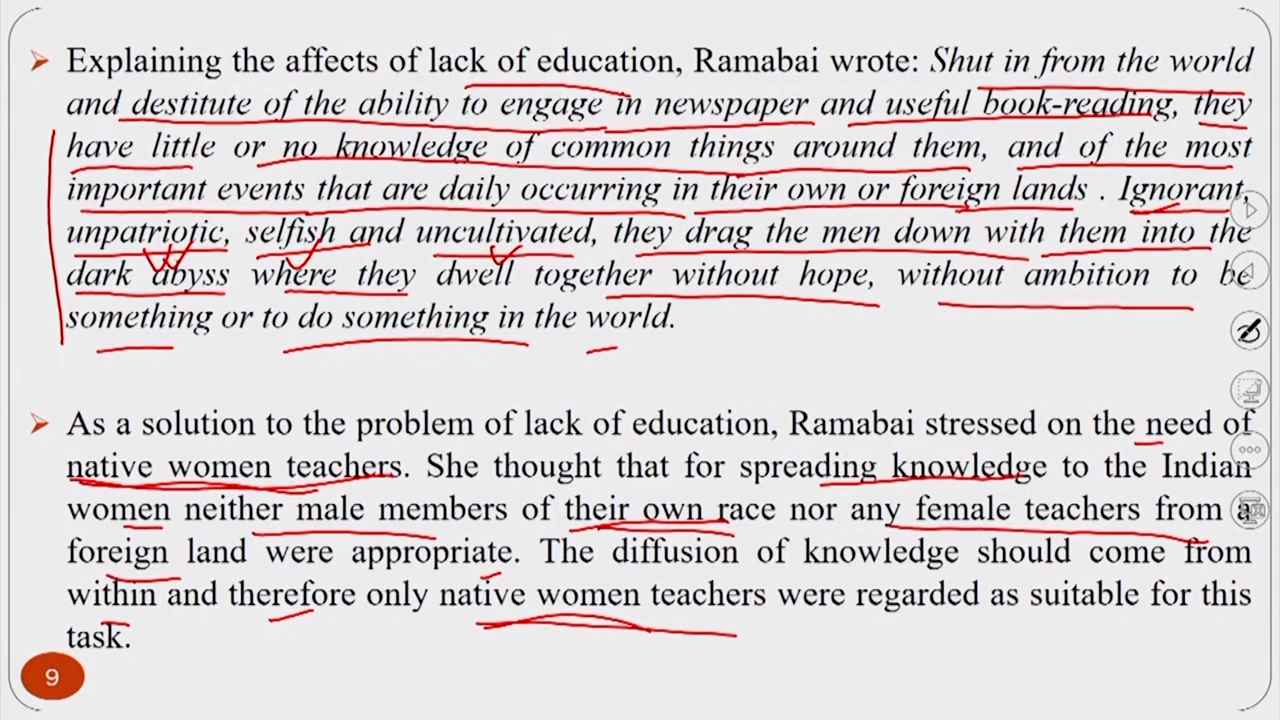 Explaining the affects of lack of education, Ramabai wrote: Shut in from the world
and destitute of the ability to engage in newspaper and useful book-reading, they
have little or no knowledge of common things around them, and of the most
important events that are daily occurring in their own or foreign lands . Ignorant,
unpatriotic, selfish and uncultivated, they drag the men down with them into the
dark abyss where they dwell together without hope, without ambition to be
something or to do something in the world.
As a solution to the problem of lack of education, Ramabai stressed on the need of
native women teachers. She thought that for spreading knowledge to the Indian
women neither male members of their own race nor any female teachers from a
foreign land were appropriate. The diffusion of knowledge should come from
within and therefore only native women teachers were regarded as suitable for this
task.
9